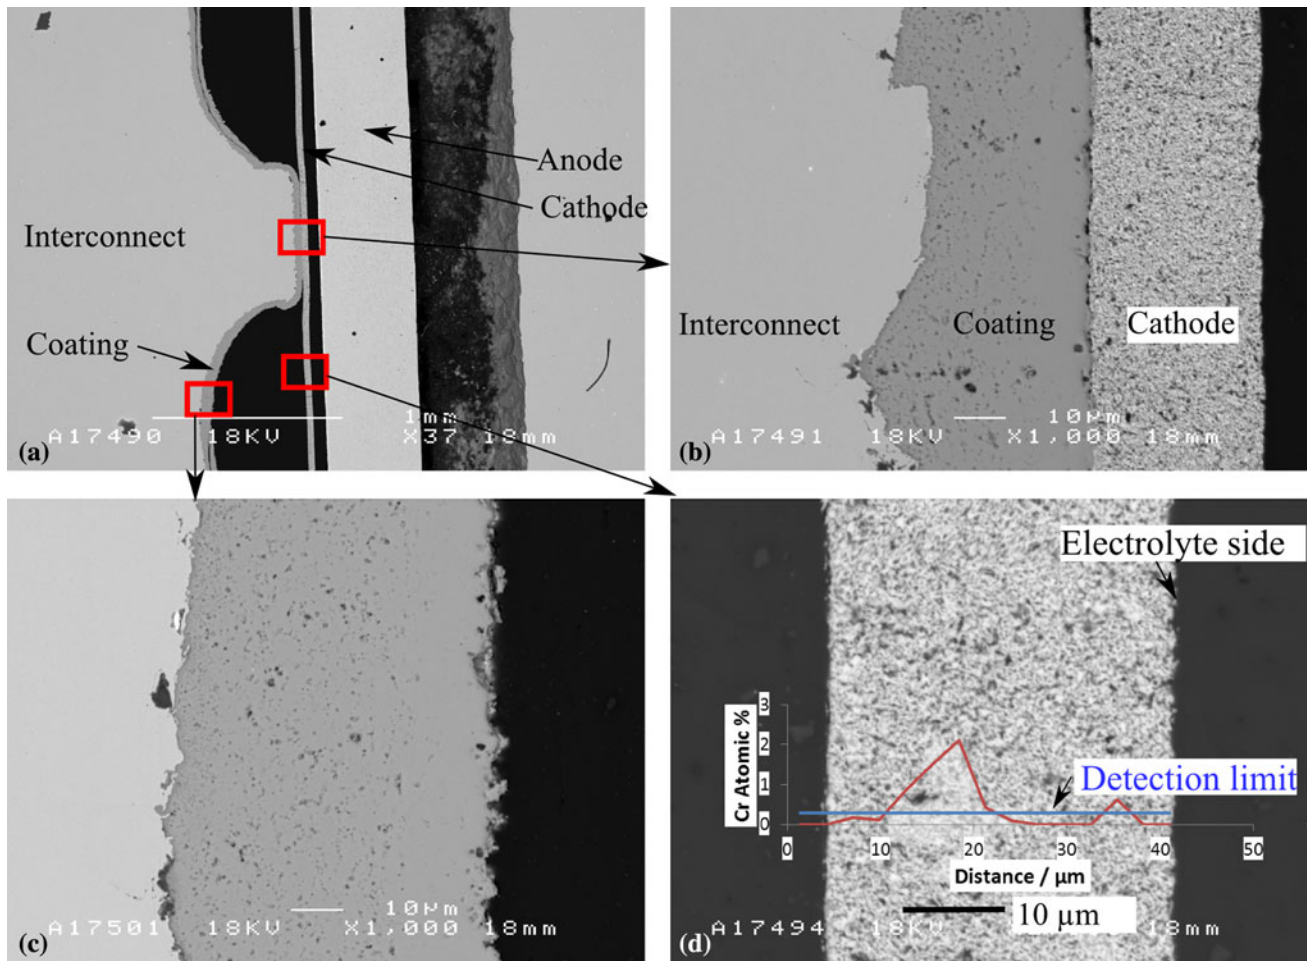 Anode
Cathode
Interconnect
Coating
1mm
A17490 18KV X37 18mm
(a)
Interconnect
Coating
Cathode
10μm
A17491 18KV X1,000 18mm
(b)
10μm
A17501 18KV X1,000 18mm
(c)
Electrolyte side
Detection limit
Cr Atomic %
3
2
1
0
0 10 20 30 40 50
Distance / μm
10 μm
A17494 18KV 18mm
(d)